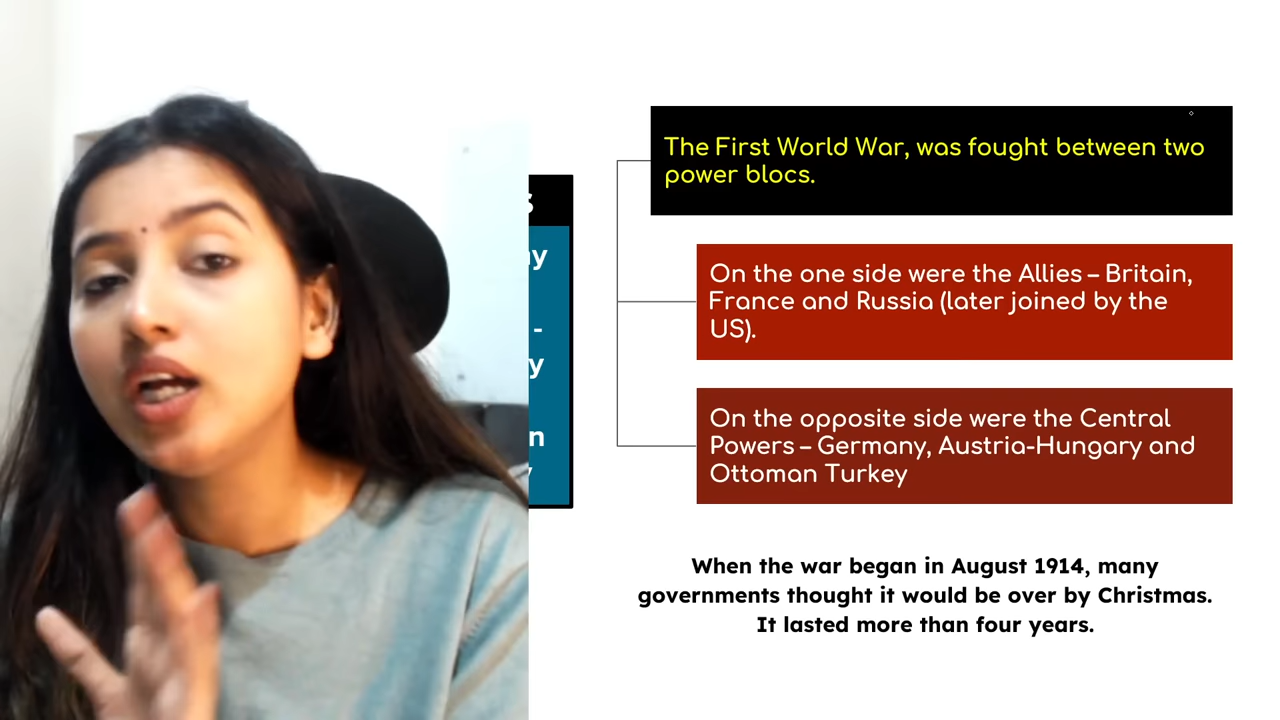 The First World War, was fought between two
power blocs.
On the one side were the Allies – Britain,
France and Russia (later joined by the
US).
On the opposite side were the Central
Powers – Germany, Austria-Hungary and
Ottoman Turkey
When the war began in August 1914, many
governments thought it would be over by Christmas.
It lasted more than four years.